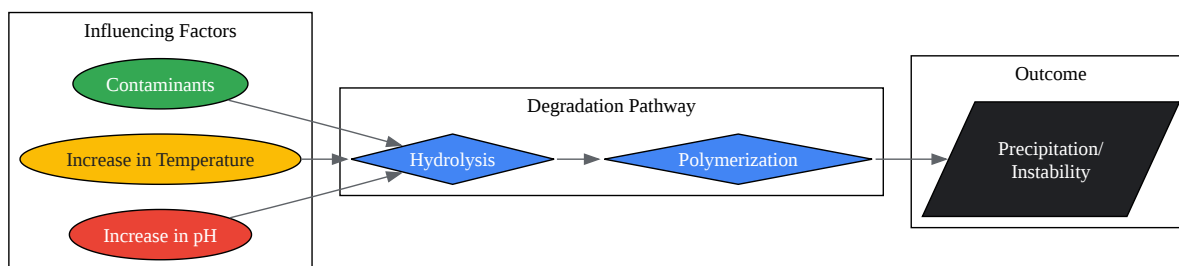 Influencing Factors
Contaminants
Increase in Temperature
Increase in pH
Degradation Pathway
Hydrolysis
Polymerization
Outcome
Precipitation/
Instability